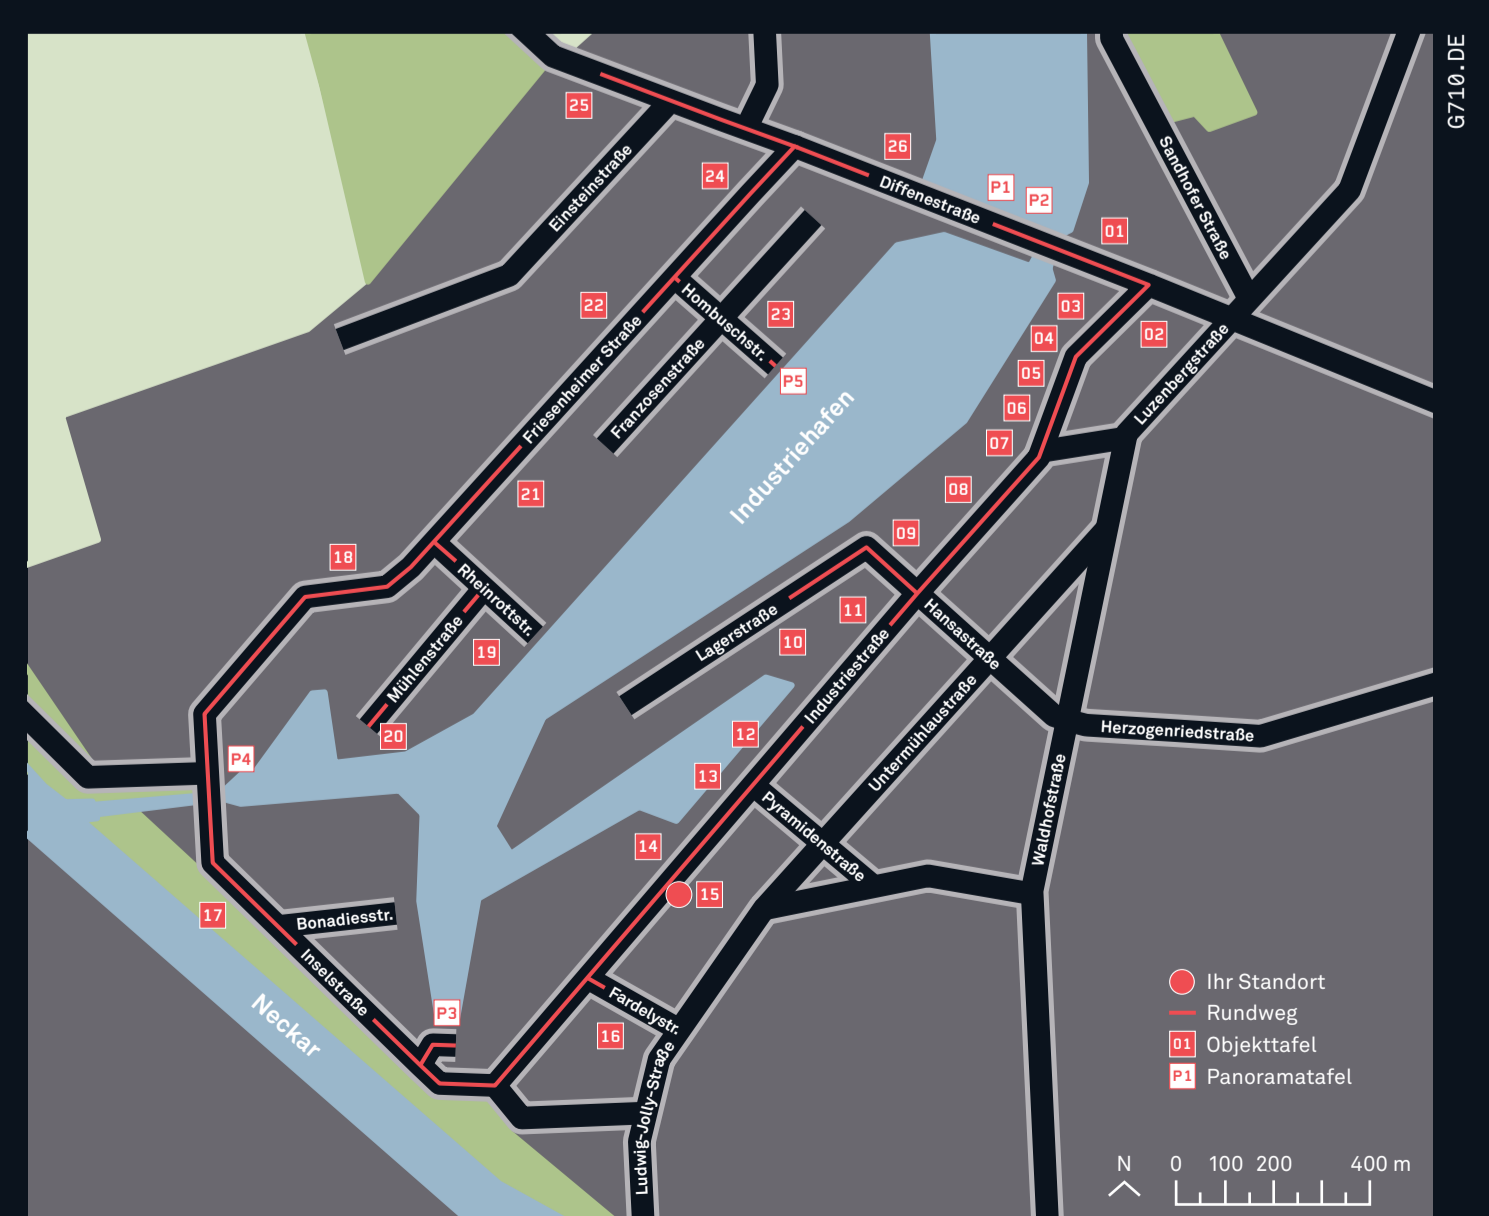 G710.DE
25
26
24
Einsteinstraße
Sandhofer Straße
P1
P2
Diffenestraße
01
22
Hombuschstr.
23
03
02
04
Friesenheimer Straße
Franzosenstraße
P5
05
Luzenbergstraße
06
07
Industriehafen
21
08
09
18
Rheinrottstr.
11
Hansastraße
Lagerstraße
10
Mühlenstraße
19
Industriestraße
Untermühlaustraße
20
12
Herzogenriedstraße
P4
13
Pyramidenstraße
Waldhofstraße
14
15
17
Bonadiesstr.
Inselstraße
Neckar
P3
Fardelystr.
16
Ludwig-Jolly-Straße
Ihr Standort
Rundweg
01 Objekttafel
P1 Panoramatafel
N 0 100 200 400 m